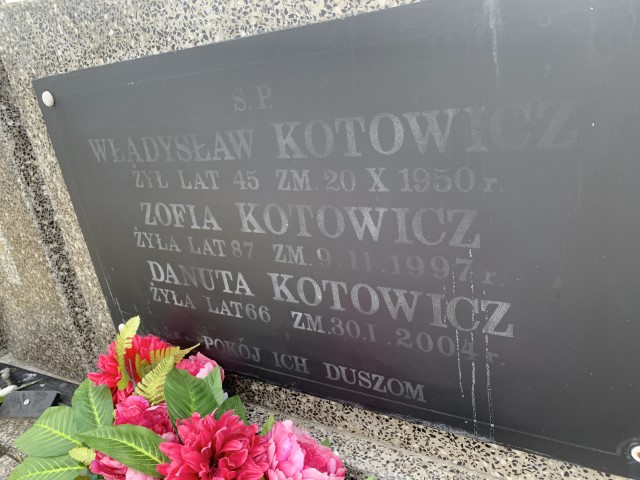 Ś.P.
WŁADYSŁAW KOTOWICZ
ŻYŁ LAT 45 ZM. 20 X 1950 r.
ZOFIA KOTOWICZ
ŻYŁA LAT 87 ZM. 9.II.1997 r.
DANUTA KOTOWICZ
ŻYŁA LAT 66 ZM. 30.I.2004 r.
POKÓJ ICH DUSZOM